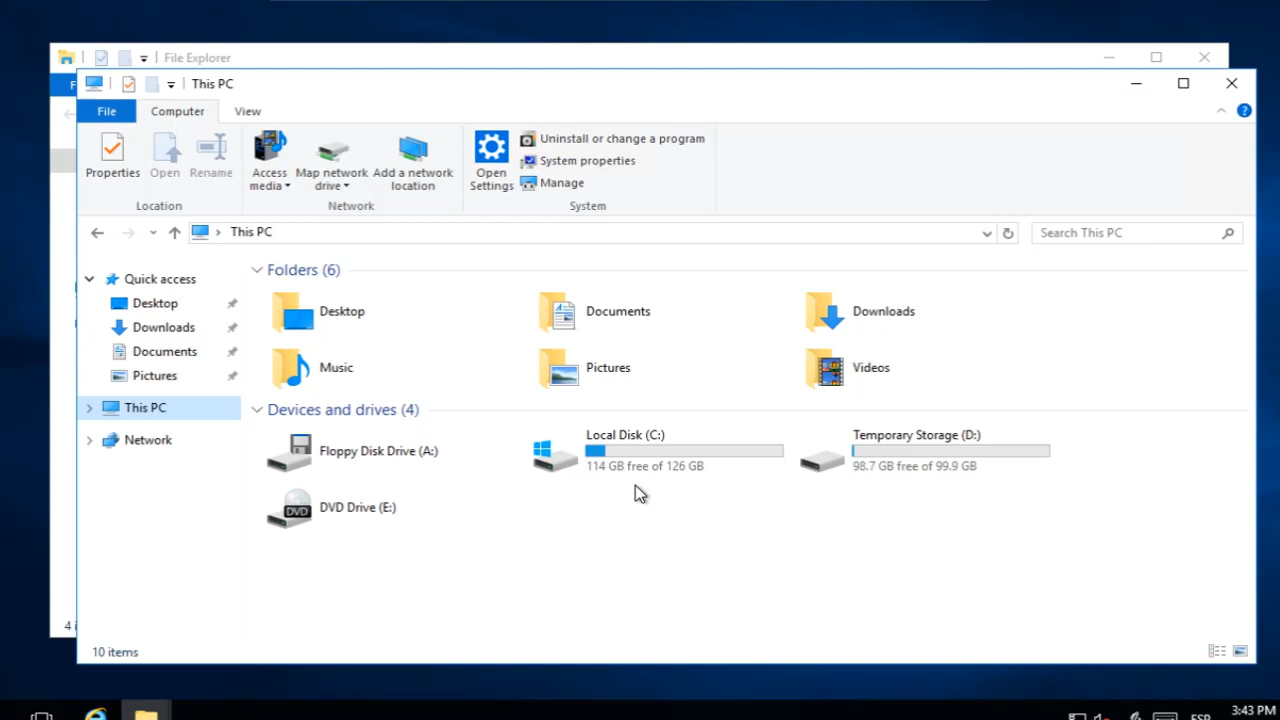 File Explorer
F
This PC
File
Computer
View
Properties
Open
Rename
Access media
Map network drive
Add a network location
Open Settings
Uninstall or change a program
System properties
Manage
Location
Network
System
This PC
Search This PC
Quick access
Desktop
Downloads
Documents
Pictures
This PC
Network
Folders (6)
Desktop
Documents
Downloads
Music
Pictures
Videos
Devices and drives (4)
Floppy Disk Drive (A:)
Local Disk (C:)
114 GB free of 126 GB
Temporary Storage (D:)
98.7 GB free of 99.9 GB
DVD
DVD Drive (E:)
4 i
10 items
ESP
3:43 PM